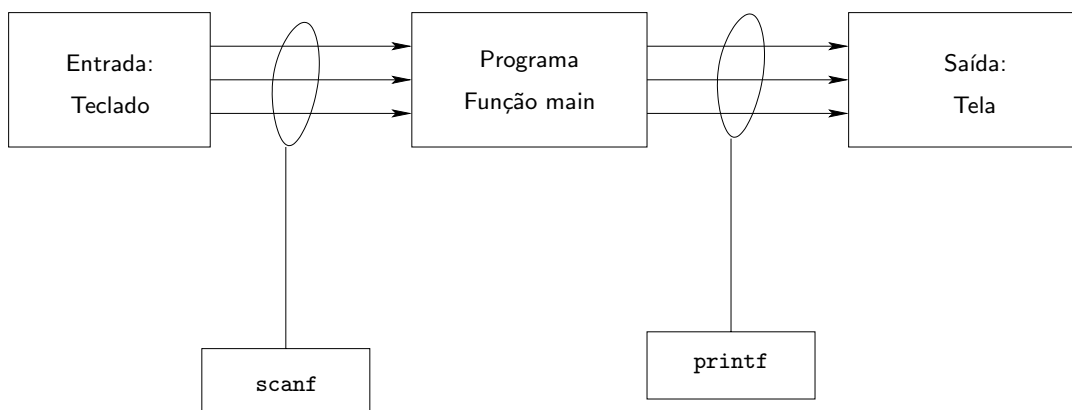 Entrada:
Teclado
Programa
Função main
Saída:
Tela
scanf
printf